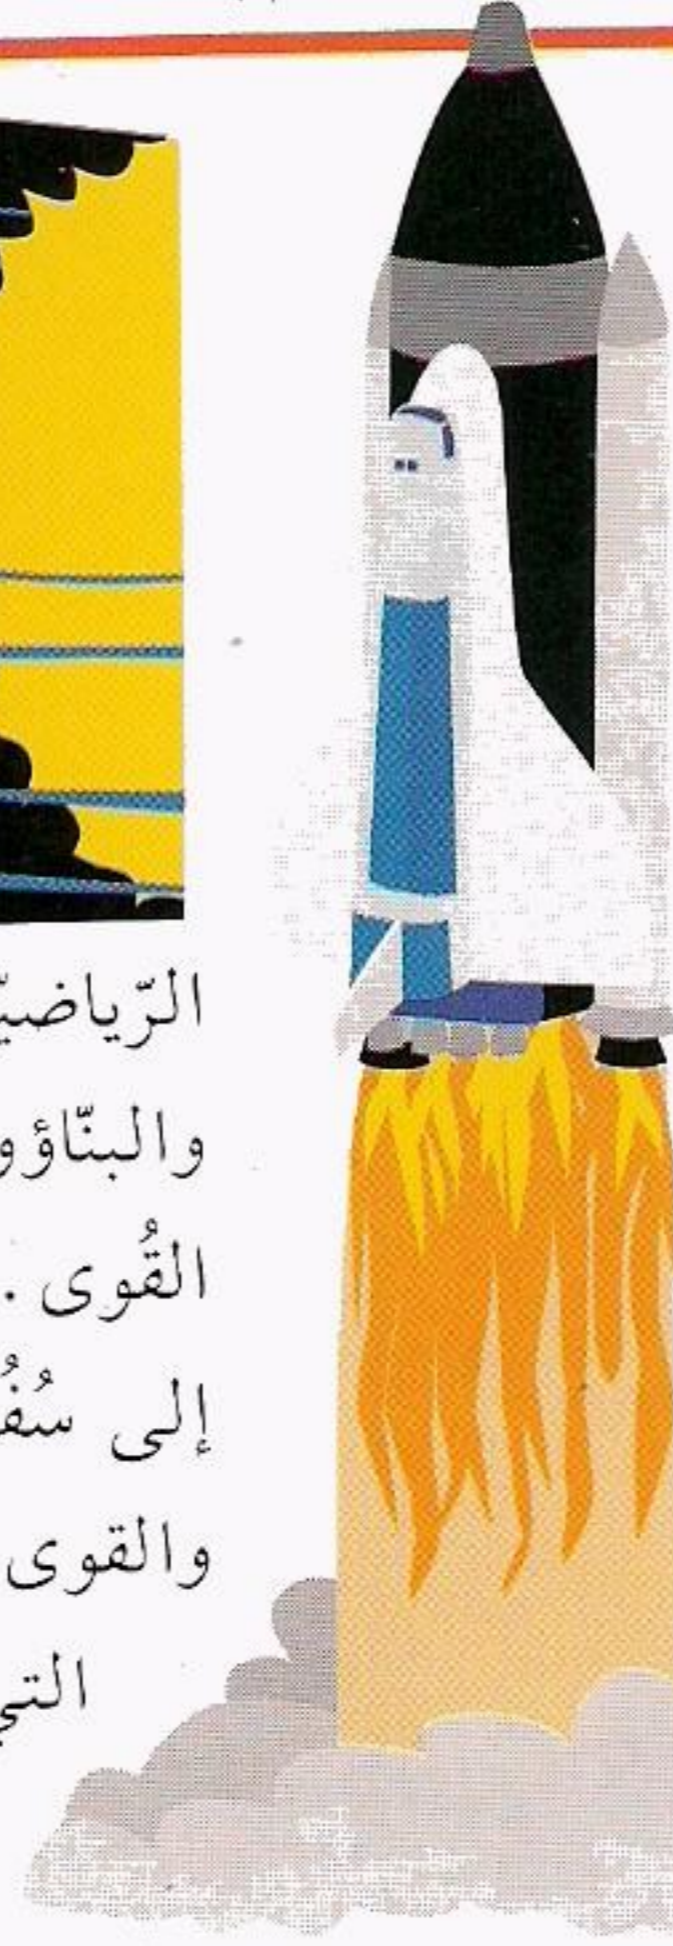 الرّياضيّ
والبنّاؤو
القُوى .
إلى سُفُ
والقوى
التي